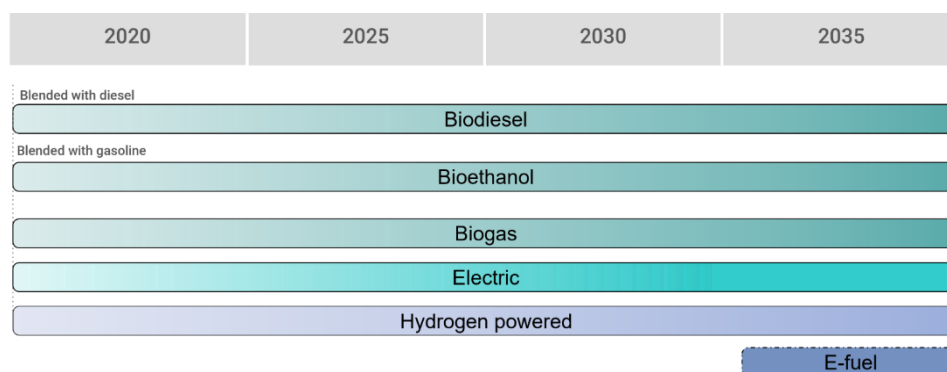 2020 2025 2030 2035
Blended with diesel
Biodiesel
Blended with gasoline
Bioethanol
Biogas
Electric
Hydrogen powered
E-fuel